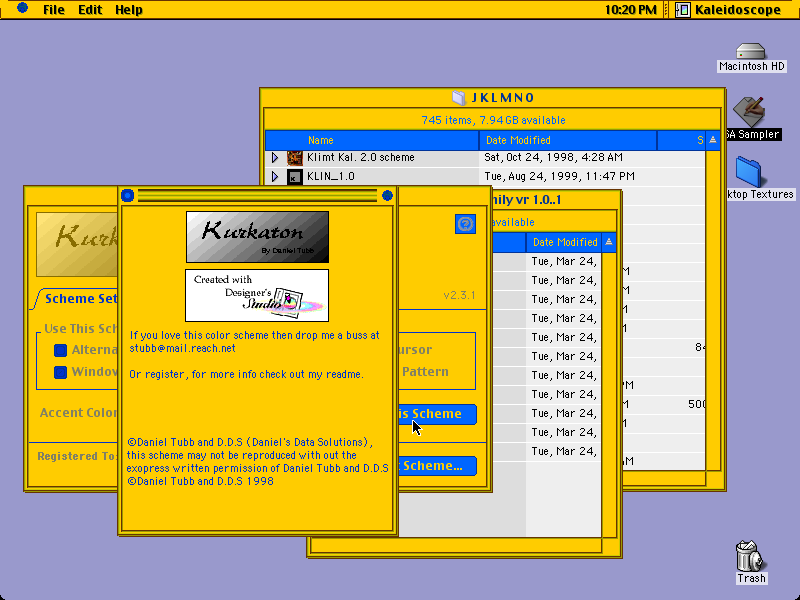 File Edit Help
10:20 PM Kaleidoscope
Macintosh HD
SA Sampler
ktop Textures
Trash
JKLMNO
745 items, 7.94 GB available
Name Date Modified S
Klimt Kal. 2.0 scheme Sat, Oct 24, 1998, 4:28 AM
KLIN_1.0 Tue, Aug 24, 1999, 11:47 PM
M
M
M
M
84
PM
M 500
M
AM
nily vr 1.0..1
available
Date Modified
Tue, Mar 24,
Tue, Mar 24,
Tue, Mar 24,
Tue, Mar 24,
Tue, Mar 24,
Tue, Mar 24,
Tue, Mar 24,
Tue, Mar 24,
Tue, Mar 24,
Tue, Mar 24,
Tue, Mar 24,
Kurk
v2.3.1
Scheme Set
Use This Sch
Alterna
Window
ursor
Pattern
Accent Color
is Scheme
Registered To:
Scheme...
Kurkaton
By Daniel Tubb
Created with
Designer's
Studio
If you love this color scheme then drop me a buss at
stubb@mail.reach.net
Or register, for more info check out my readme.
©Daniel Tubb and D.D.S (Daniel's Data Solutions),
this scheme may not be reproduced with out the
exopress written permission of Daniel Tubb and D.D.S
©Daniel Tubb and D.D.S 1998